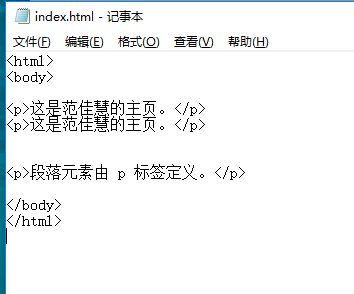 index.html - 记事本
文件(F) 编辑(E) 格式(O) 查看(V) 帮助(H)
<html>
<body>
<p>这是范佳慧的主页。</p>
<p>这是范佳慧的主页。</p>
<p>段落元素由 p 标签定义。</p>
</body>
</html>